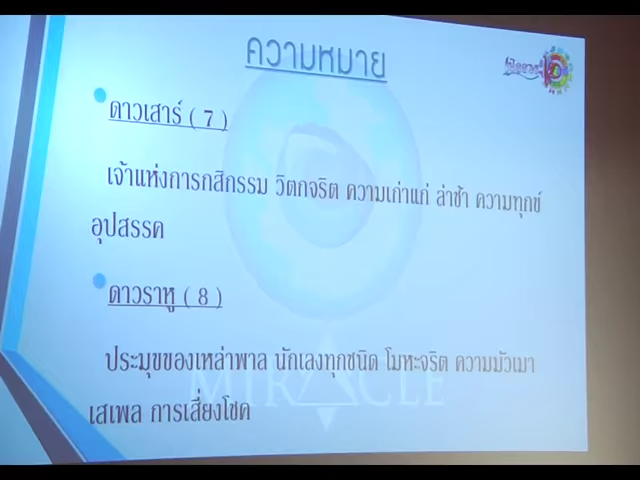 ความหมาย
ดาวเสาร์ ( 7 )
เจ้าแห่งการกสิกรรม วิตกจริต ความเก่าแก่ ล่าช้า ความทุกข์
อุปสรรค
ดาวราหู ( 8 )
ประมุขของเหล่าพาล นักเลงทุกชนิด โมหะจริต ความมัวเมา
เสเพล การเสี่ยงโชค
MIRACLE